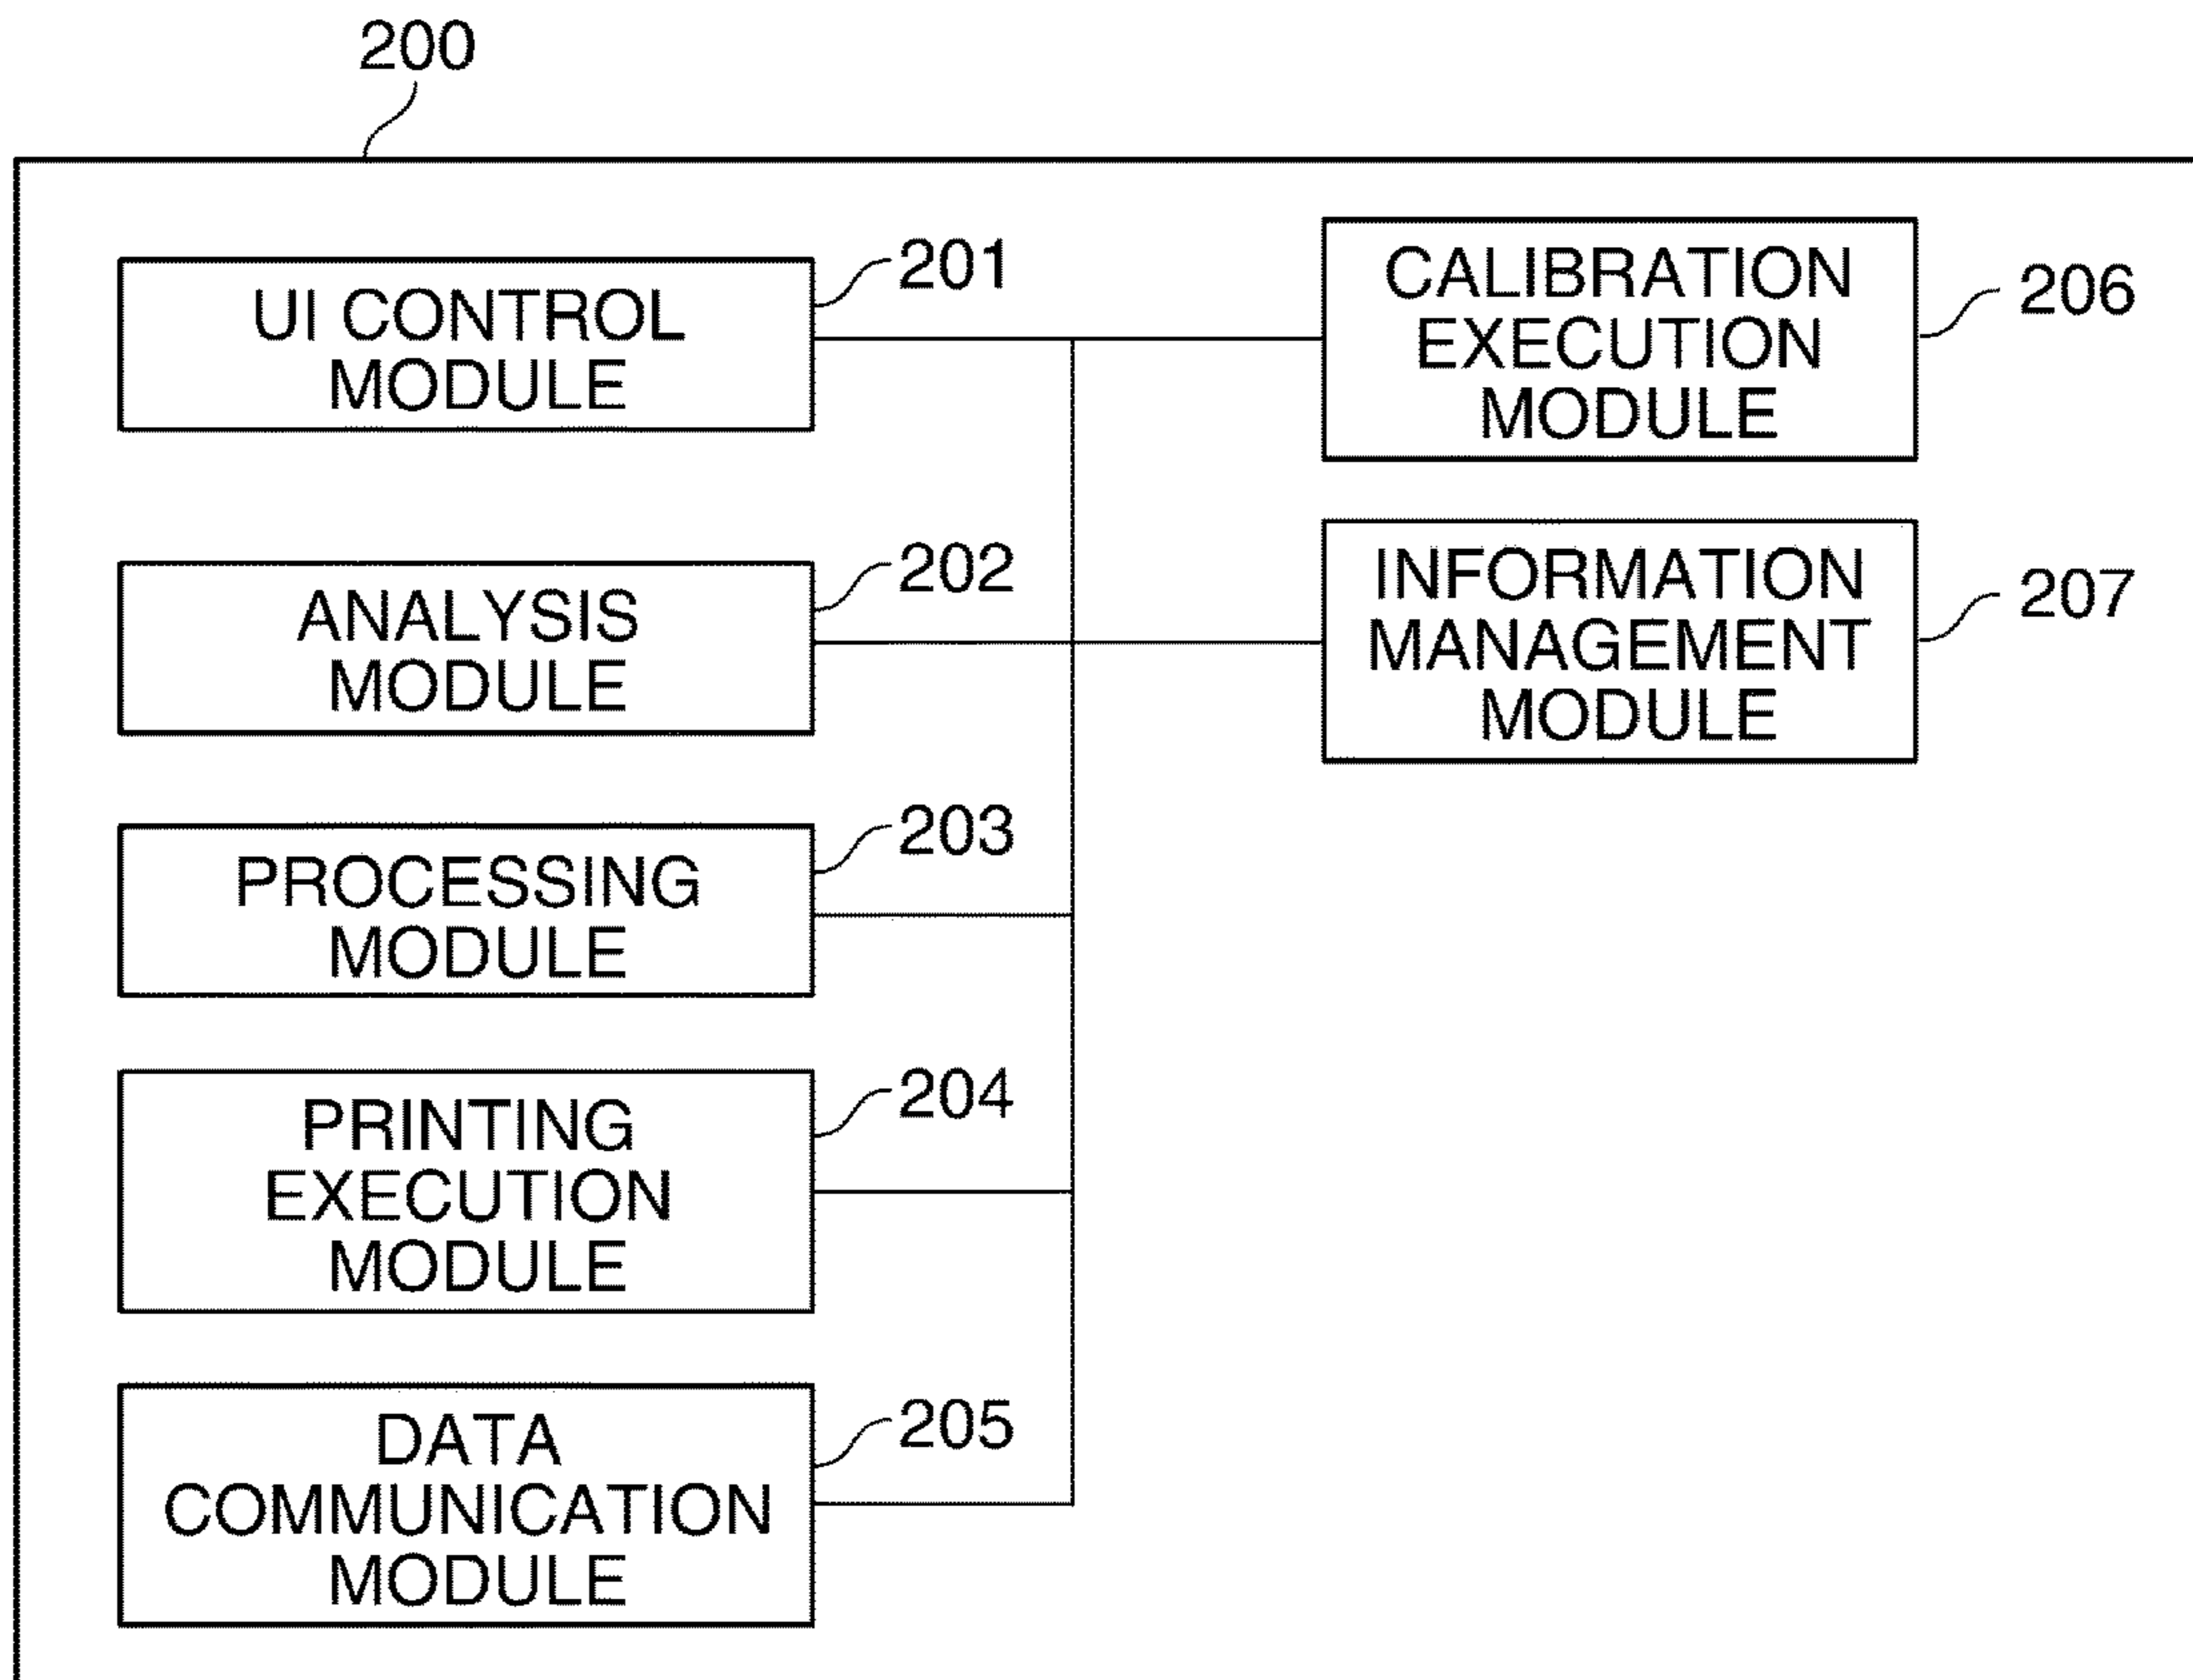 200
UI CONTROL
MODULE
201
ANALYSIS
MODULE
202
PROCESSING
MODULE
203
PRINTING
EXECUTION
MODULE
204
DATA
COMMUNICATION
MODULE
205
CALIBRATION
EXECUTION
MODULE
206
INFORMATION
MANAGEMENT
MODULE
207